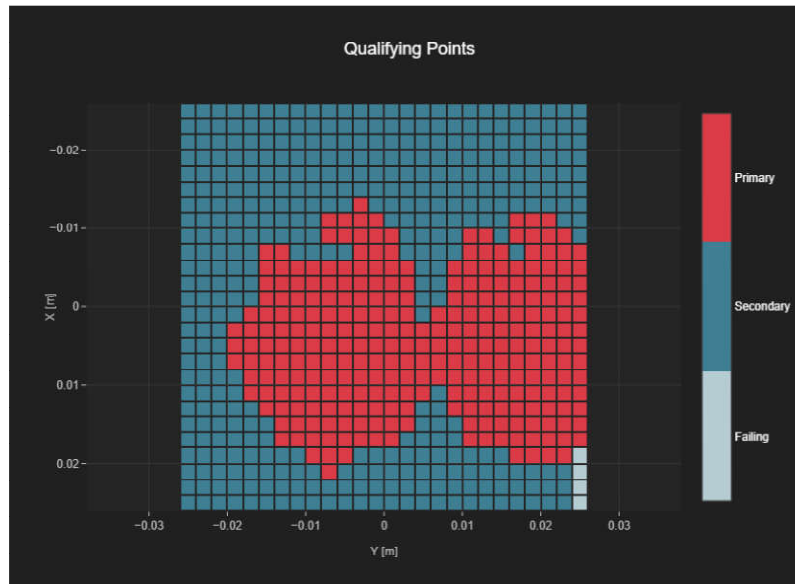 Qualifying Points
−0.02
−0.01
0
0.01
0.02
X [m]
−0.03
−0.02
−0.01
0
0.01
0.02
0.03
Y [m]
Primary
Secondary
Failing